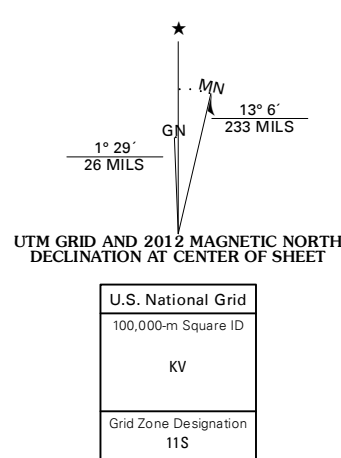 ★
MN
GN
13° 6´
233 MILS
1° 29´
26 MILS
UTM GRID AND 2012 MAGNETIC NORTH
DECLINATION AT CENTER OF SHEET
U.S. National Grid
100,000-m Square ID
KV
Grid Zone Designation
11S